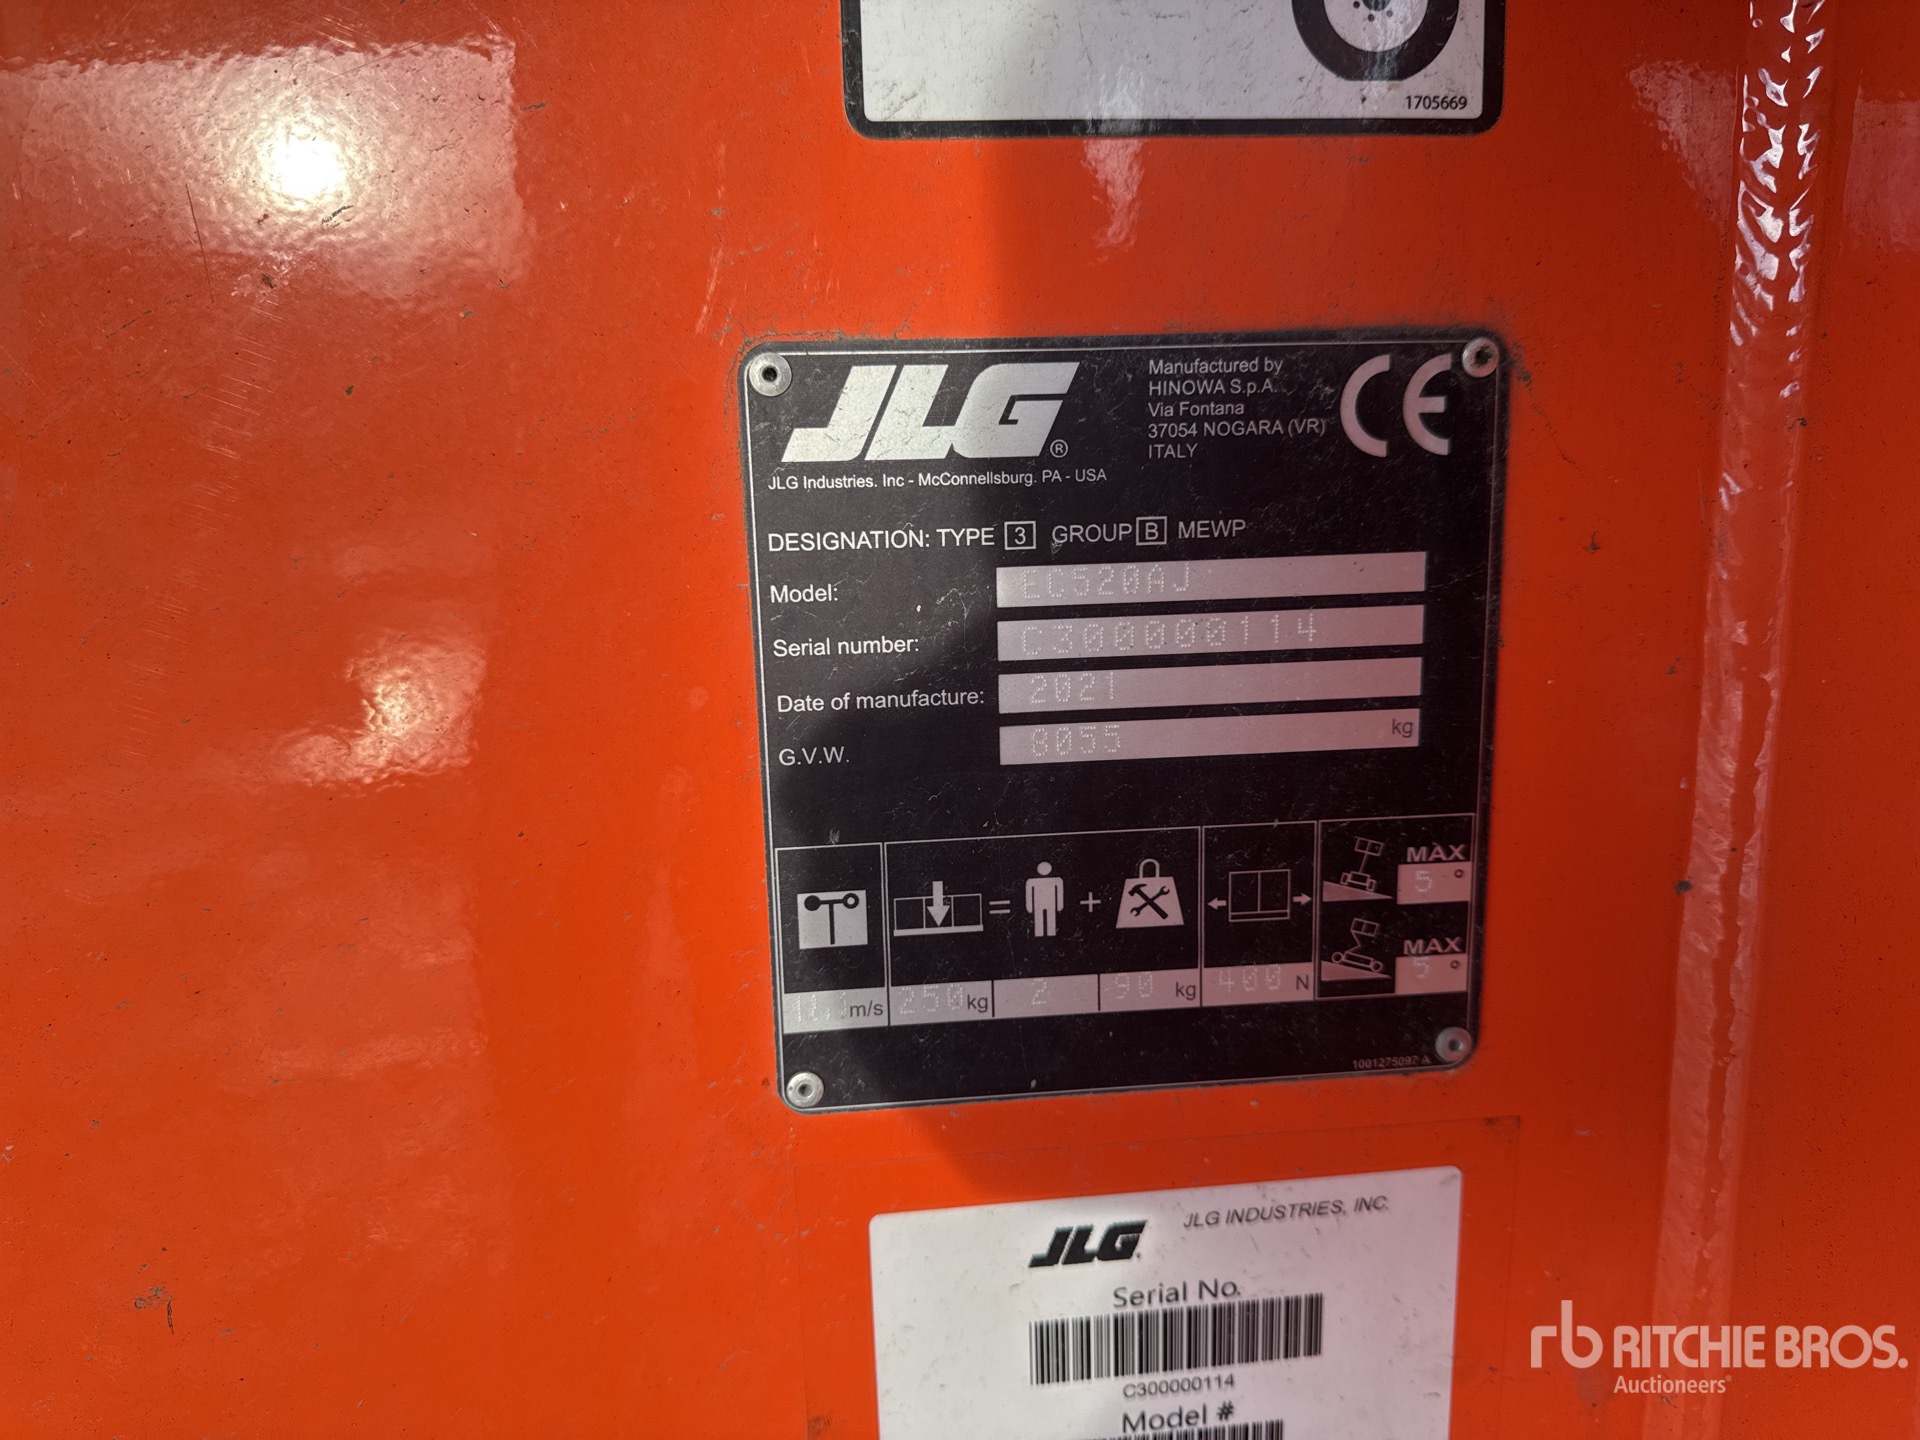 1705669
JLG®
JLG Industries. Inc - McConnellsburg. PA - USA
Manufactured by
HINOWA S.p.A.
Via Fontana
37054 NOGARA (VR)
ITALY
CE
DESIGNATION: TYPE 3 GROUP B MEWP
Model: EC520AJ
Serial number: C300000114
Date of manufacture: 2021
G.V.W. 8055 kg
= +
MAX
5 °
MAX
5 °
m/s 250 kg 2 90 kg 400 N
1001275097 A
JLG JLG INDUSTRIES, INC.
Serial No.
C300000114
Model #
rb RITCHIE BROS.
Auctioneers